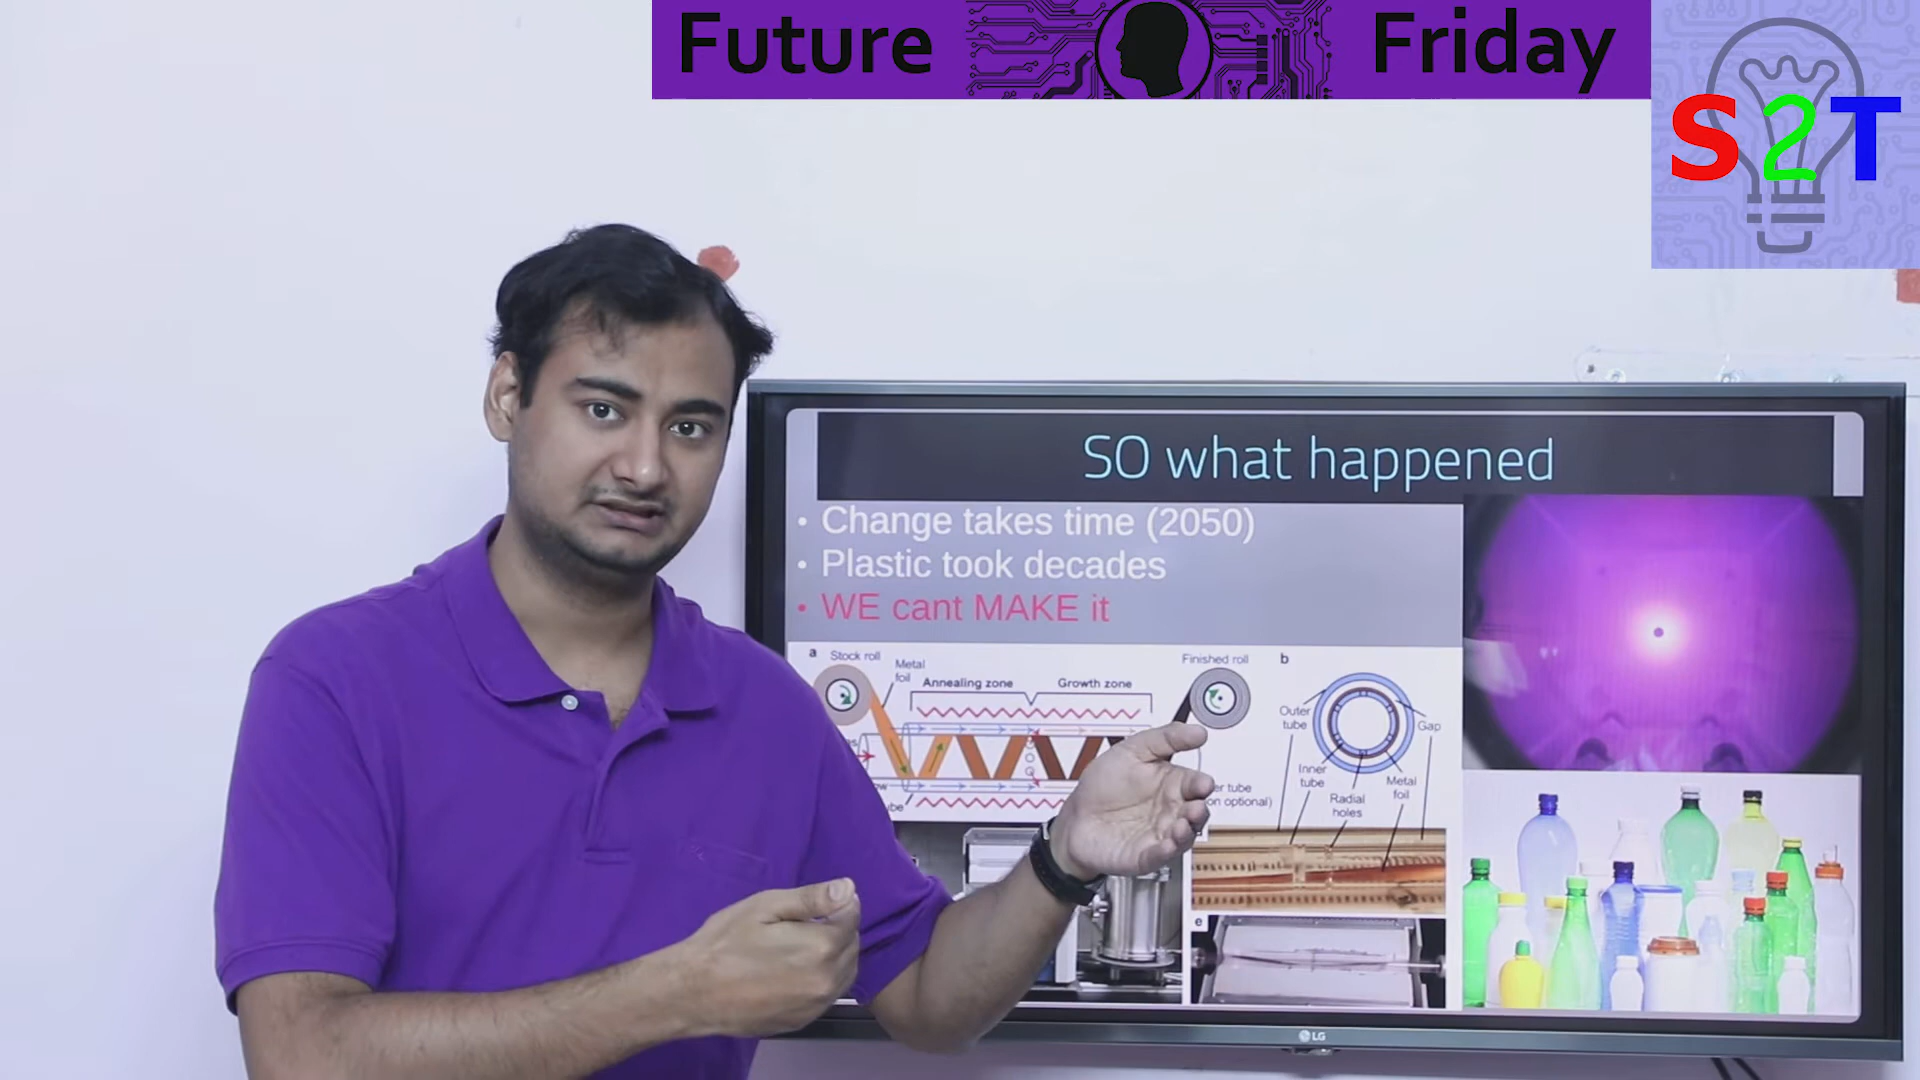 Future Friday
S2T
SO what happened
• Change takes time (2050)
• Plastic took decades
• WE cant MAKE it
a
Stock roll
Metal
foil
Annealing zone
Growth zone
Finished roll
b
Outer
tube
Gap
Inner
tube
Metal
foil
Radial
holes
e
LG